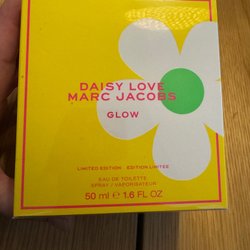 DAISY LOVE
MARC JACOBS
GLOW
LIMITED EDITION · EDITION LIMITEE
EAU DE TOILETTE
SPRAY / VAPORISATEUR
50 ml ℮ 1.6 FL OZ